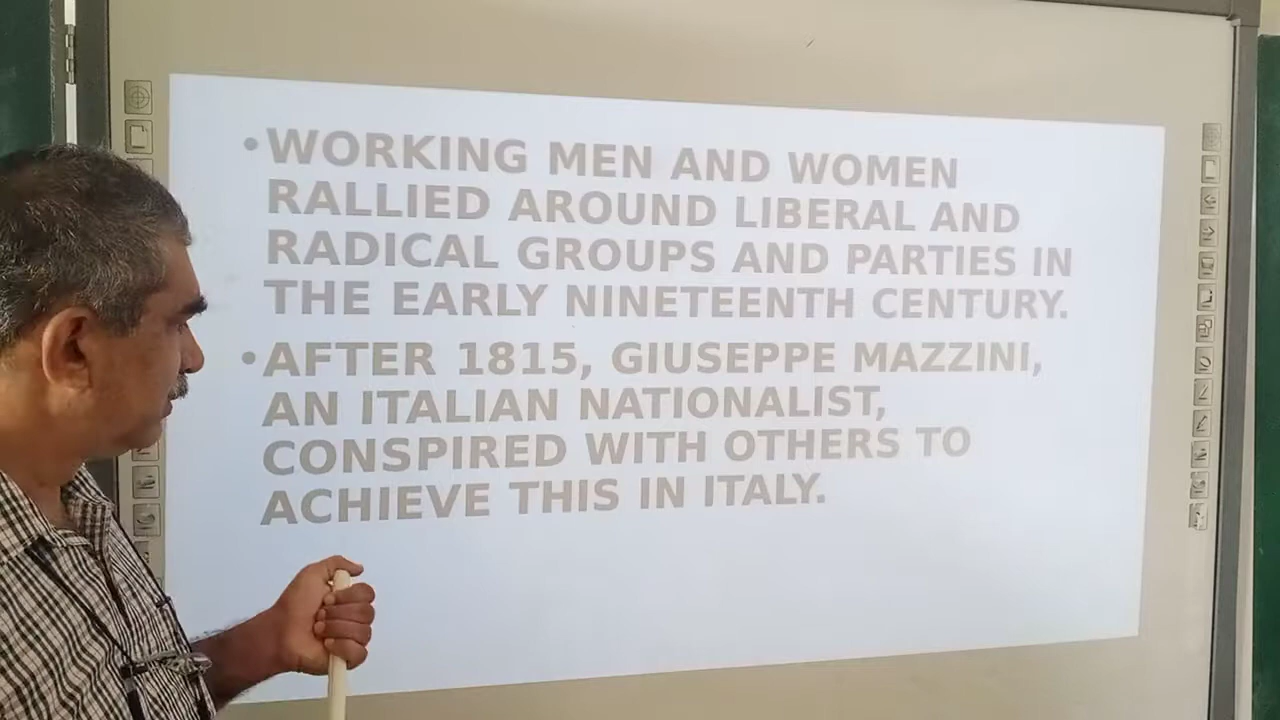 •WORKING MEN AND WOMEN
RALLIED AROUND LIBERAL AND
RADICAL GROUPS AND PARTIES IN
THE EARLY NINETEENTH CENTURY.
•AFTER 1815, GIUSEPPE MAZZINI,
AN ITALIAN NATIONALIST,
CONSPIRED WITH OTHERS TO
ACHIEVE THIS IN ITALY.